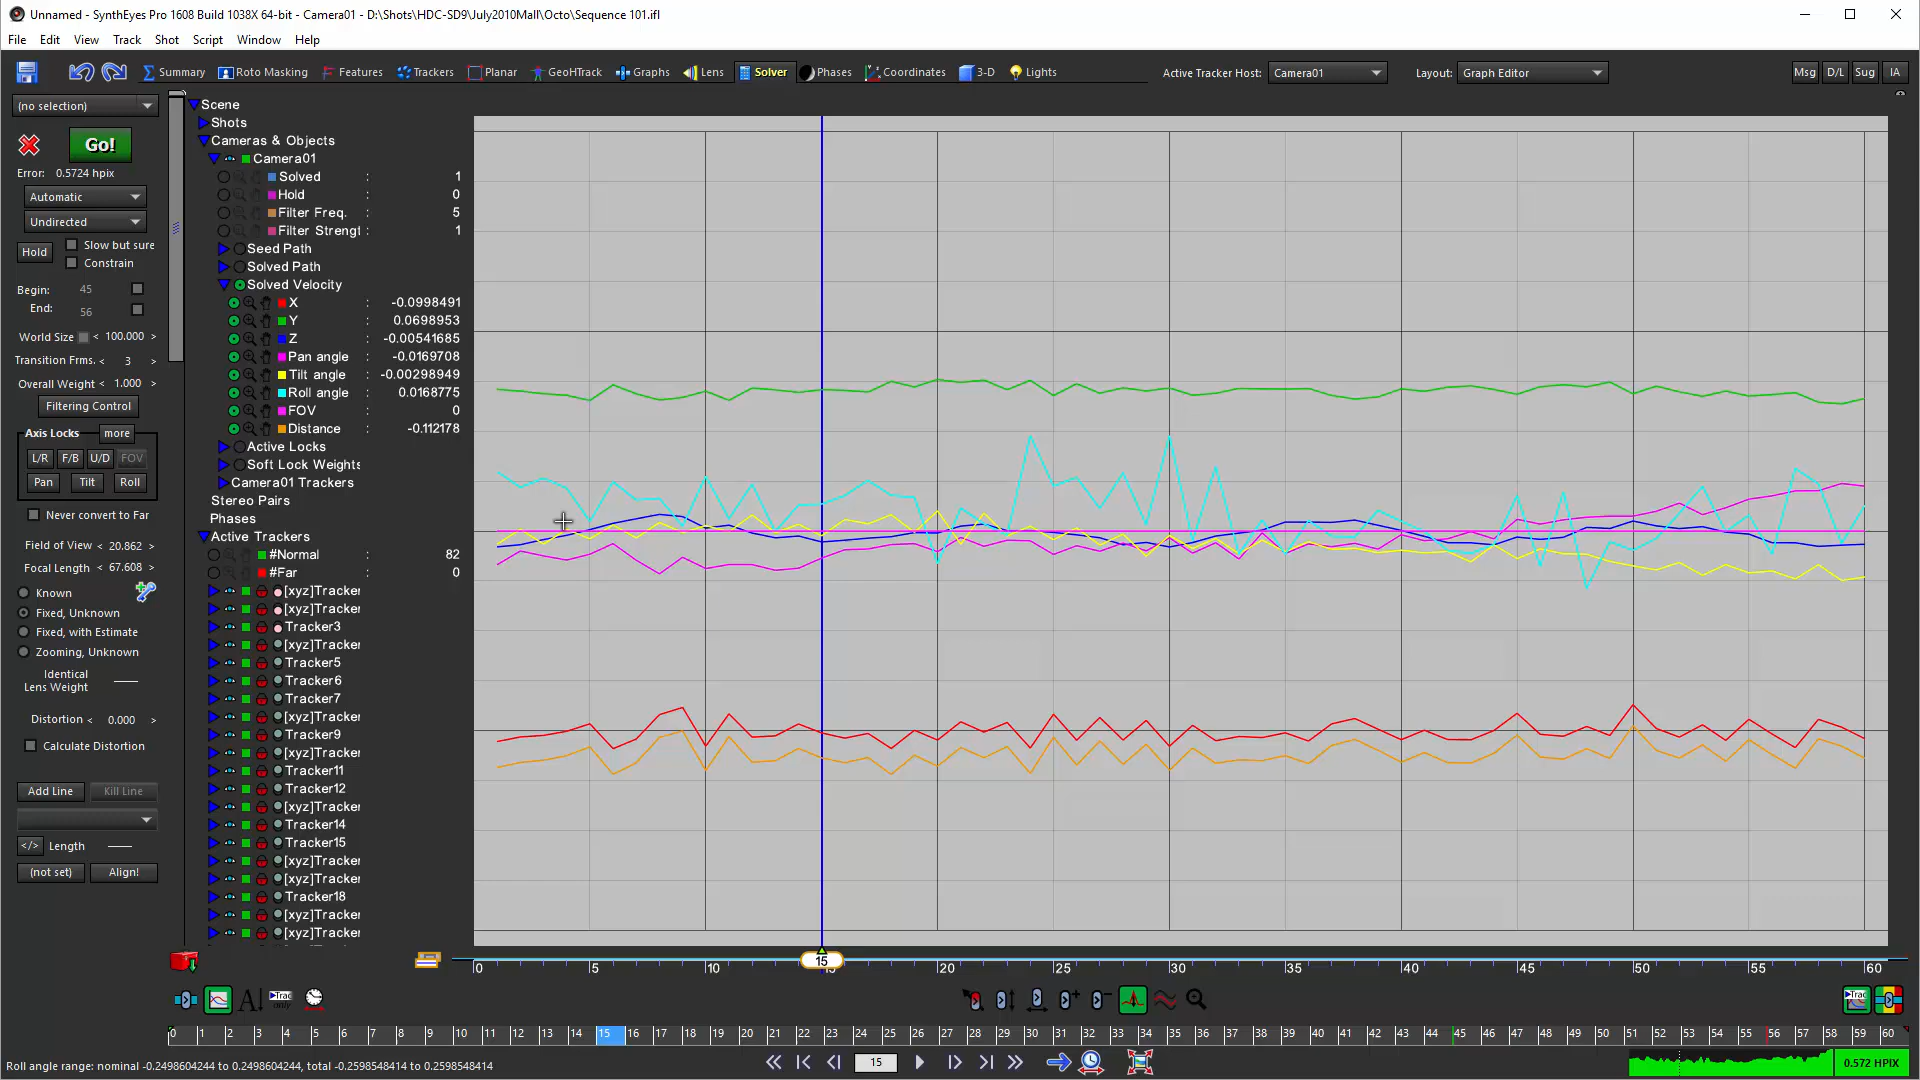 Unnamed - SynthEyes Pro 1608 Build 1038X 64-bit - Camera01 - D:\Shots\HDC-SD9\July2010Mall\Octo\Sequence 101.ifl
File Edit View Track Shot Script Window Help
Summary Roto Masking Features Trackers Planar GeoHTrack Graphs Lens Solver Phases Coordinates 3-D Lights Active Tracker Host: Camera01 Layout: Graph Editor Msg D/L Sug IA
(no selection)
Go!
Error: 0.5724 hpix
Automatic
Undirected
Hold Slow but sure
Constrain
Begin: 45
End: 56
World Size < 100.000 >
Transition Frms. < 3 >
Overall Weight < 1.000 >
Filtering Control
Axis Locks more
L/R F/B U/D FOV
Pan Tilt Roll
Never convert to Far
Field of View < 20.862 >
Focal Length < 67.608 >
Known
Fixed, Unknown
Fixed, with Estimate
Zooming, Unknown
Identical
Lens Weight
Distortion < 0.000 >
Calculate Distortion
Add Line Kill Line
</> Length
(not set) Align!
Scene
Shots
Cameras & Objects
Camera01
Solved : 1
Hold : 0
Filter Freq. : 5
Filter Strengt : 1
Seed Path
Solved Path
Solved Velocity
X : -0.0998491
Y : 0.0698953
Z : -0.00541685
Pan angle : -0.0169708
Tilt angle : -0.00298949
Roll angle : 0.0168775
FOV : 0
Distance : -0.112178
Active Locks
Soft Lock Weights
Camera01 Trackers
Stereo Pairs
Phases
Active Trackers
#Normal : 82
#Far : 0
[xyz]Tracker
[xyz]Tracker
Tracker3
[xyz]Tracker
Tracker5
Tracker6
Tracker7
[xyz]Tracker
Tracker9
[xyz]Tracker
Tracker11
Tracker12
[xyz]Tracker
Tracker14
Tracker15
[xyz]Tracker
[xyz]Tracker
Tracker18
[xyz]Tracker
[xyz]Tracker
0 5 10 15 20 25 30 35 40 45 50 55 60
0 1 2 3 4 5 6 7 8 9 10 11 12 13 14 15 16 17 18 19 20 21 22 23 24 25 26 27 28 29 30 31 32 33 34 35 36 37 38 39 40 41 42 43 44 45 46 47 48 49 50 51 52 53 54 55 56 57 58 59 60
15
Roll angle range: nominal -0.2498604244 to 0.2498604244, total -0.2598548414 to 0.2598548414
0.572 HPIX